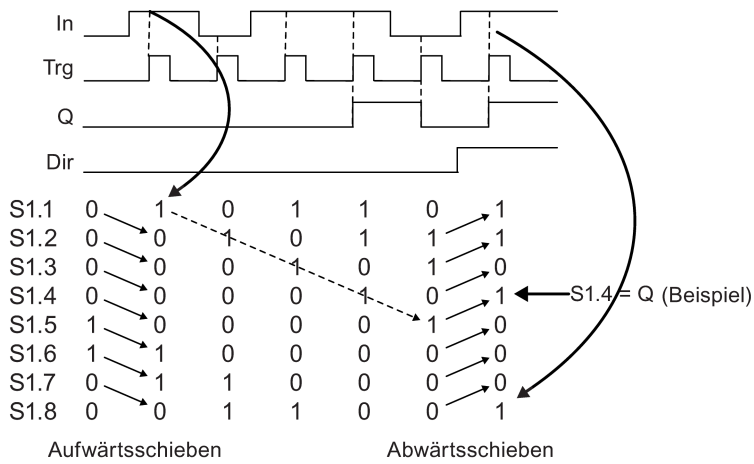 In
Trg
Q
Dir
S1.1 0 1 0 1 1 0 1
S1.2 0 0 1 0 1 1 1
S1.3 0 0 0 1 0 1 0
S1.4 0 0 0 0 1 0 1 S1.4 = Q (Beispiel)
S1.5 1 0 0 0 0 1 0
S1.6 1 1 0 0 0 0 0
S1.7 0 1 1 0 0 0 0
S1.8 0 0 1 1 0 0 1
Aufwärtsschieben Abwärtsschieben